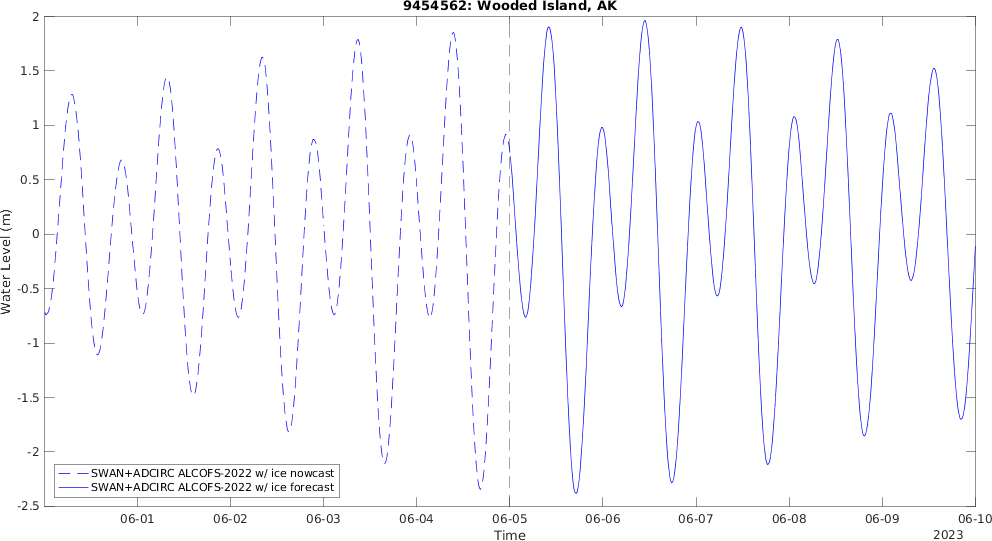 9454562: Wooded Island, AK
2
1.5
1
0.5
0
-0.5
-1
-1.5
-2
-2.5
Water Level (m)
SWAN+ADCIRC ALCOFS-2022 w/ ice nowcast
SWAN+ADCIRC ALCOFS-2022 w/ ice forecast
06-01 06-02 06-03 06-04 06-05 06-06 06-07 06-08 06-09 06-10
Time
2023